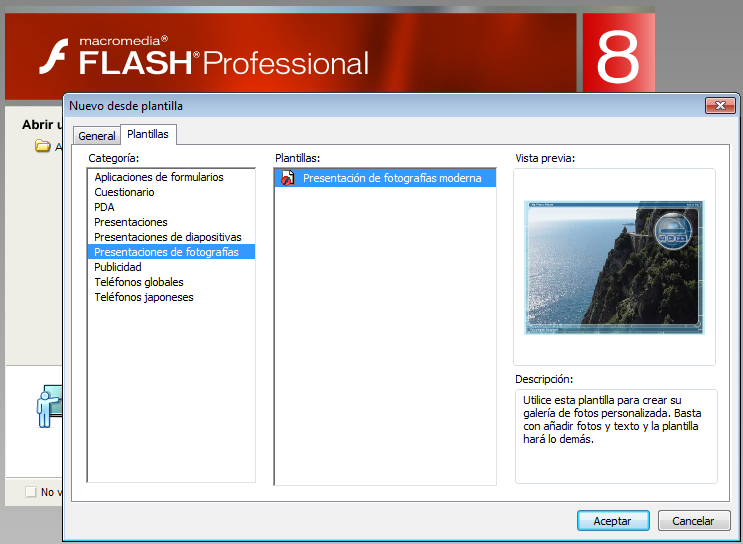 macromedia®
FLASH® Professional
8
Nuevo desde plantilla
Abrir u
A
General
Plantillas
Categoría:
Aplicaciones de formularios
Cuestionario
PDA
Presentaciones
Presentaciones de diapositivas
Presentaciones de fotografías
Publicidad
Teléfonos globales
Teléfonos japoneses
Plantillas:
Presentación de fotografías moderna
Vista previa:
Descripción:
Utilice esta plantilla para crear su
galería de fotos personalizada. Basta
con añadir fotos y texto y la plantilla
hará lo demás.
No v
Aceptar
Cancelar